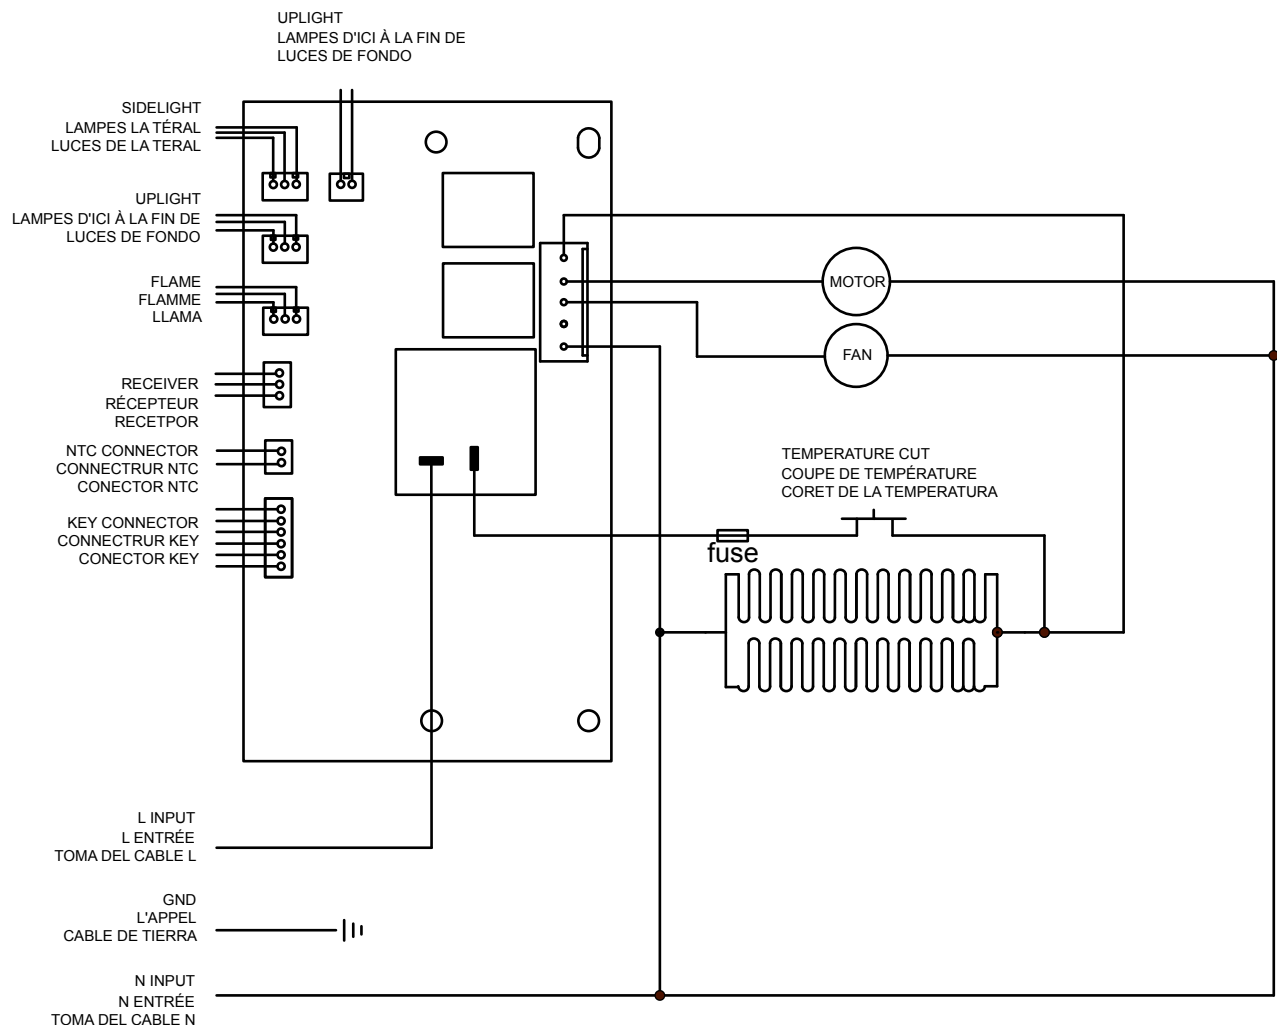 UPLIGHT
LAMPES D'ICI À LA FIN DE
LUCES DE FONDO
SIDELIGHT
LAMPES LA TÉRAL
LUCES DE LA TERAL
UPLIGHT
LAMPES D'ICI À LA FIN DE
LUCES DE FONDO
FLAME
FLAMME
LLAMA
RECEIVER
RÉCEPTEUR
RECETPOR
NTC CONNECTOR
CONNECTRUR NTC
CONECTOR NTC
KEY CONNECTOR
CONNECTRUR KEY
CONECTOR KEY
MOTOR
FAN
TEMPERATURE CUT
COUPE DE TEMPÉRATURE
CORET DE LA TEMPERATURA
fuse
L INPUT
L ENTRÉE
TOMA DEL CABLE L
GND
L'APPEL
CABLE DE TIERRA
N INPUT
N ENTRÉE
TOMA DEL CABLE N